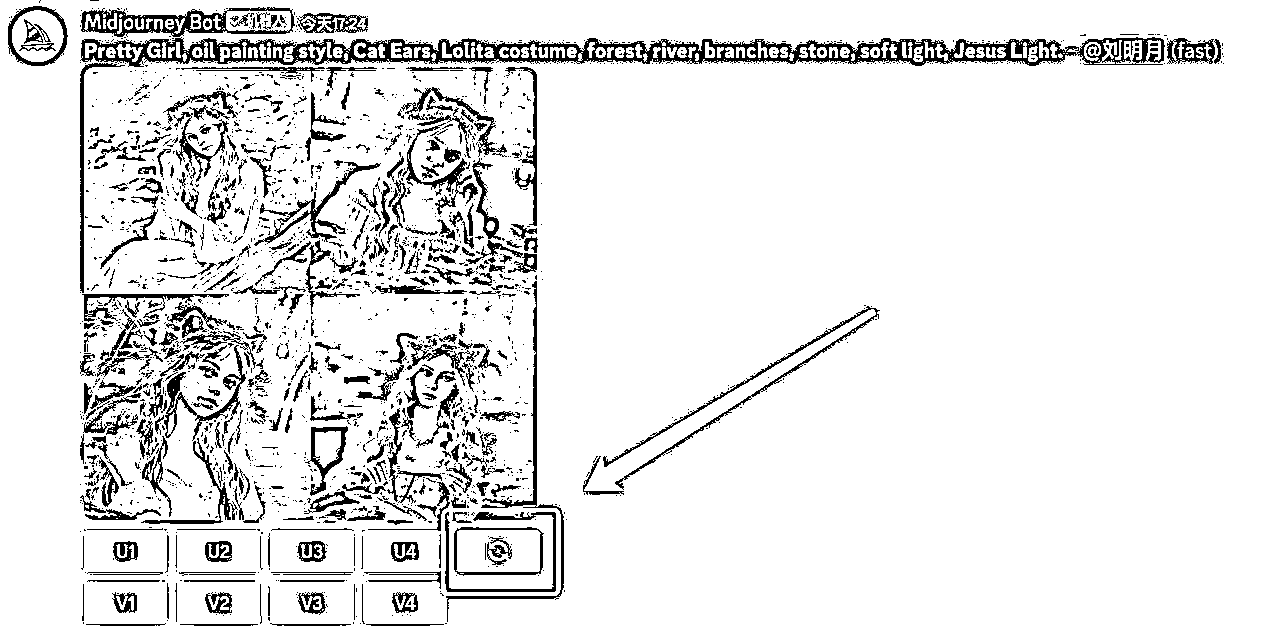 Midjourney Bot ✓机器人 今天17:24
Pretty Girl, oil painting style, Cat Ears, Lolita costume, forest, river, branches, stone, soft light, Jesus Light. - @刘明月 (fast)
U1 U2 U3 U4
V1 V2 V3 V4